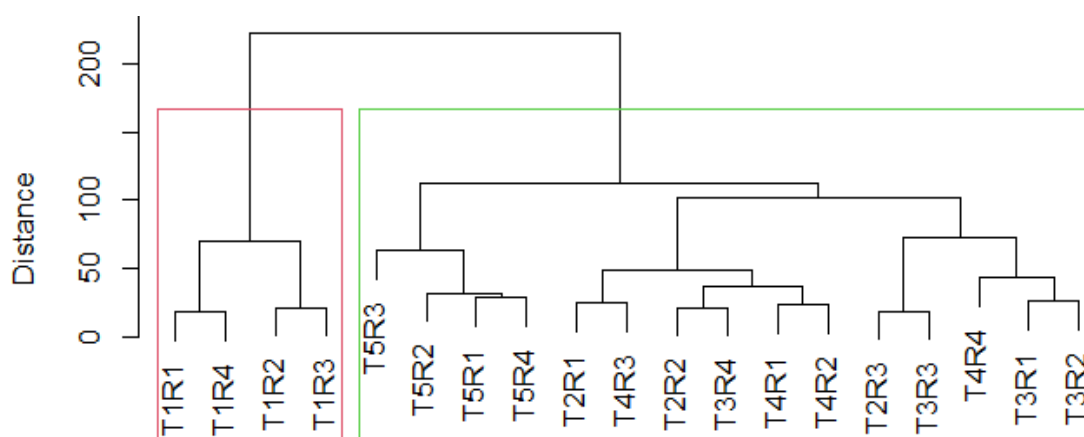 Distance
200
100
50
0
T1R1
T1R4
T1R2
T1R3
T5R3
T5R2
T5R1
T5R4
T2R1
T4R3
T2R2
T3R4
T4R1
T4R2
T2R3
T3R3
T4R4
T3R1
T3R2